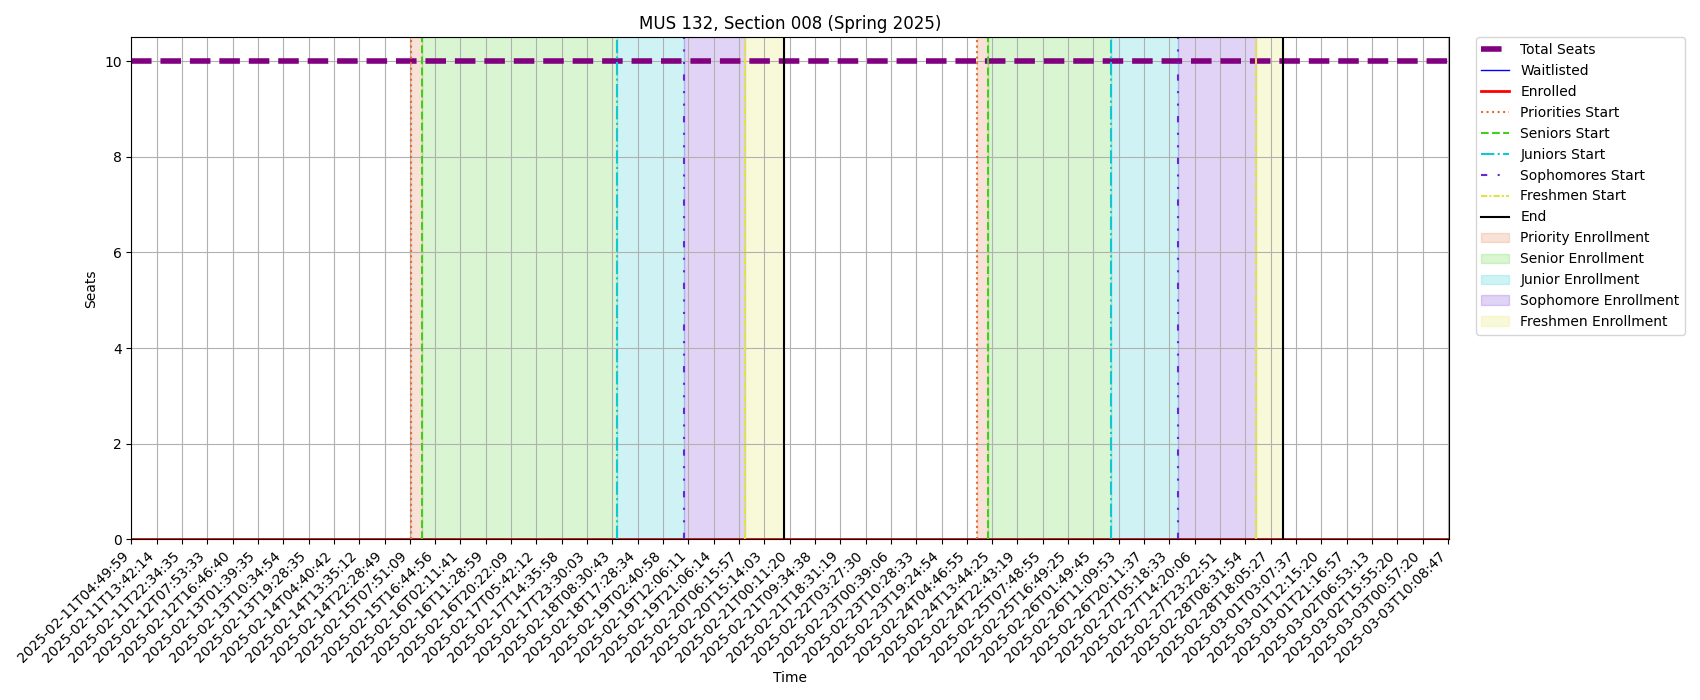 MUS 132, Section 008 (Spring 2025)
Seats
10
8
6
4
2
0
2025-02-11T04:49:59
2025-02-11T13:42:14
2025-02-11T22:34:35
2025-02-12T07:53:33
2025-02-12T16:46:40
2025-02-13T01:39:35
2025-02-13T10:34:54
2025-02-13T19:28:35
2025-02-14T04:40:42
2025-02-14T13:35:12
2025-02-14T22:28:49
2025-02-15T07:51:09
2025-02-15T16:44:56
2025-02-16T02:11:41
2025-02-16T11:28:59
2025-02-16T20:22:09
2025-02-17T05:42:12
2025-02-17T14:35:58
2025-02-17T23:30:03
2025-02-18T08:30:43
2025-02-18T17:28:34
2025-02-19T02:40:58
2025-02-19T12:06:11
2025-02-19T21:06:14
2025-02-20T06:15:57
2025-02-20T15:14:03
2025-02-21T00:11:20
2025-02-21T09:34:38
2025-02-21T18:31:19
2025-02-22T03:27:30
2025-02-23T00:39:06
2025-02-23T10:28:33
2025-02-23T19:24:54
2025-02-24T04:46:55
2025-02-24T13:44:25
2025-02-24T22:43:19
2025-02-25T07:48:55
2025-02-25T16:49:25
2025-02-26T01:49:45
2025-02-26T11:09:53
2025-02-26T20:11:37
2025-02-27T05:18:33
2025-02-27T14:20:06
2025-02-27T23:22:51
2025-02-28T08:31:54
2025-02-28T18:05:27
2025-03-01T03:07:37
2025-03-01T12:15:20
2025-03-01T21:16:57
2025-03-02T06:53:13
2025-03-02T15:55:20
2025-03-03T00:57:20
2025-03-03T10:08:47
Time
Total Seats
Waitlisted
Enrolled
Priorities Start
Seniors Start
Juniors Start
Sophomores Start
Freshmen Start
End
Priority Enrollment
Senior Enrollment
Junior Enrollment
Sophomore Enrollment
Freshmen Enrollment